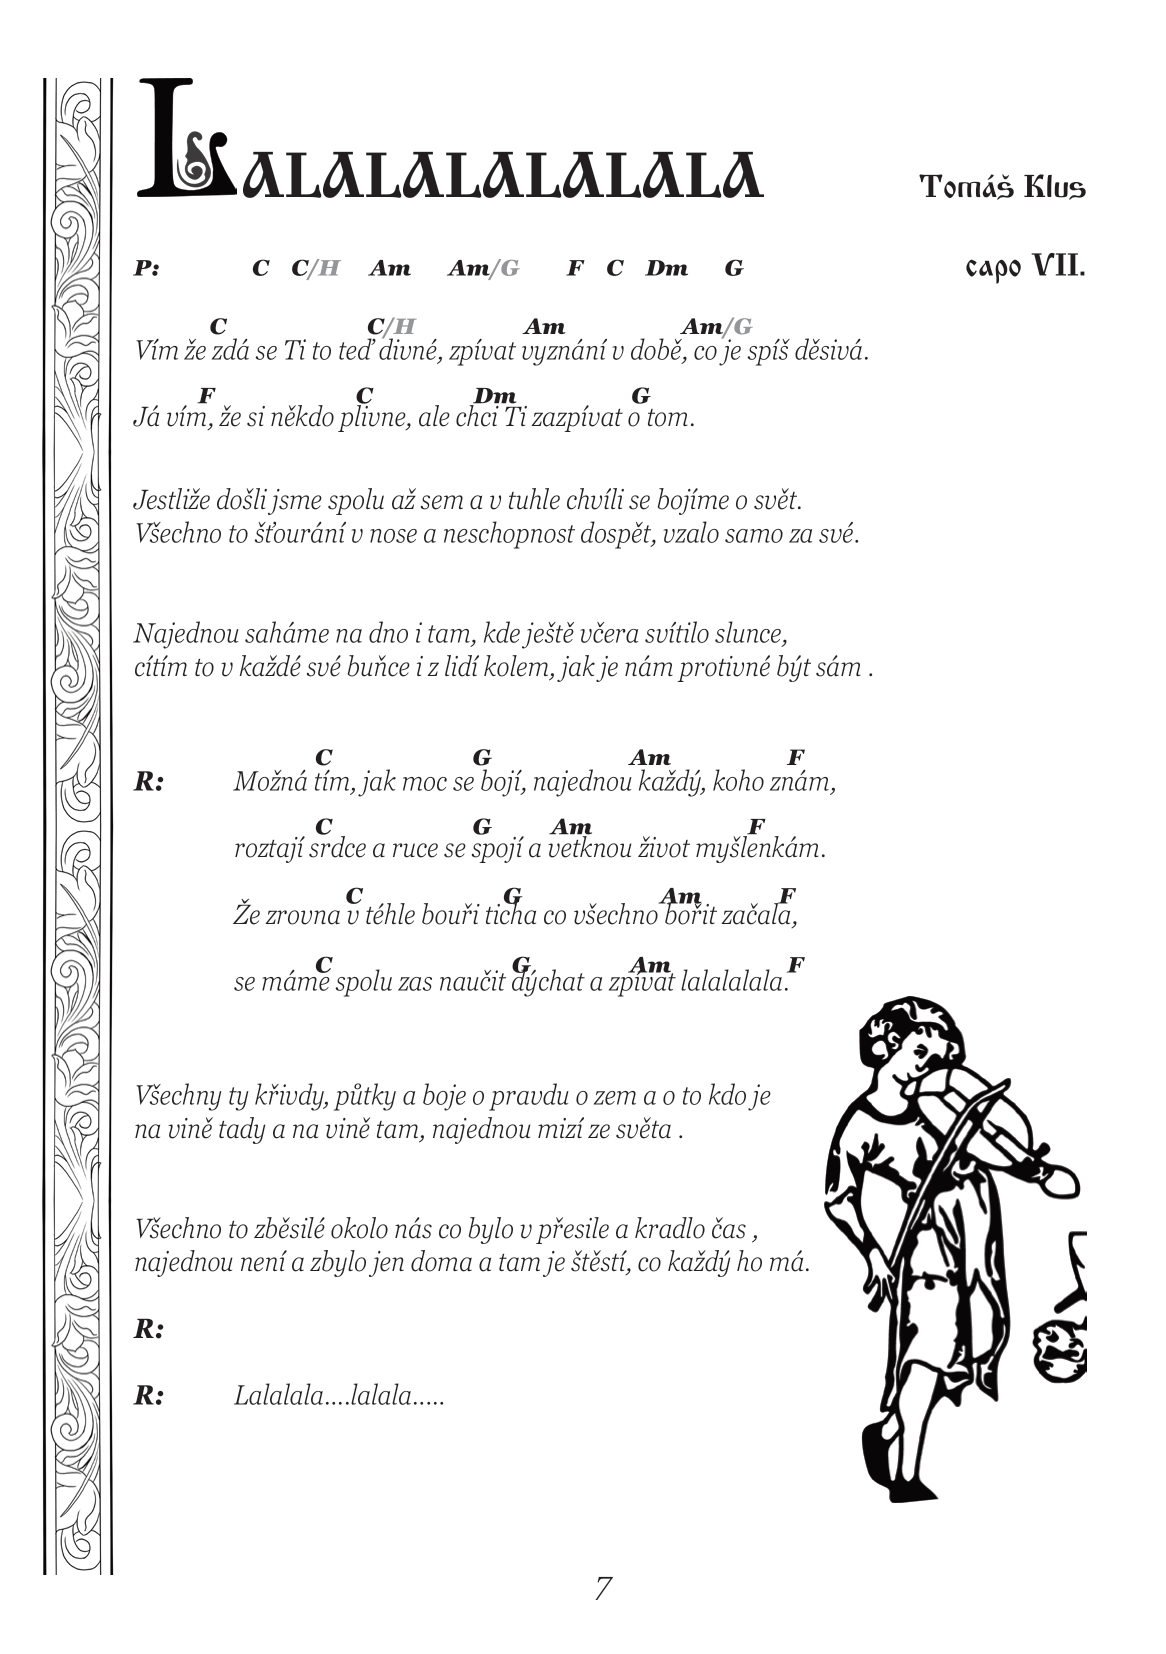 LALALALALALALA
Tomáš Klus
P: C C/H Am Am/G F C Dm G
capo VII.
C C/H Am Am/G
Vím že zdá se Ti to teď divné, zpívat vyznání v době, co je spíš děsivá.
F C Dm G
Já vím, že si někdo plivne, ale chci Ti zazpívat o tom.
Jestliže došli jsme spolu až sem a v tuhle chvíli se bojíme o svět.
Všechno to šťourání v nose a neschopnost dospět, vzalo samo za své.
Najednou saháme na dno i tam, kde ještě včera svítilo slunce,
cítím to v každé své buňce i z lidí kolem, jak je nám protivné být sám .
C G Am F
R: Možná tím, jak moc se bojí, najednou každý, koho znám,
C G Am F
roztají srdce a ruce se spojí a vetknou život myšlenkám.
C G Am F
Že zrovna v téhle bouři ticha co všechno bořit začala,
C G Am F
se máme spolu zas naučit dýchat a zpívat lalalalala.
Všechny ty křivdy, půtky a boje o pravdu o zem a o to kdo je
na vině tady a na vině tam, najednou mizí ze světa .
Všechno to zběsilé okolo nás co bylo v přesile a kradlo čas ,
najednou není a zbylo jen doma a tam je štěstí, co každý ho má.
R:
R: Lalalala....lalala.....
7